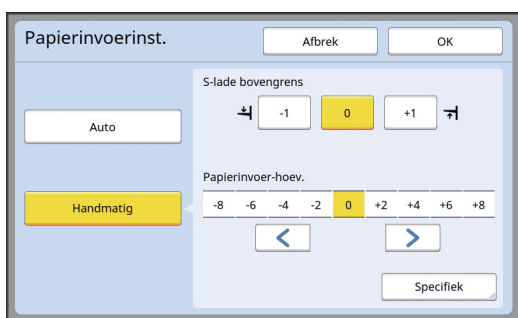 Papierinvoerinst.
Afbrek
OK
S-lade bovengrens
-1
0
+1
Auto
Papierinvoer-hoev.
Handmatig
-8 -6 -4 -2 0 +2 +4 +6 +8
Specifiek